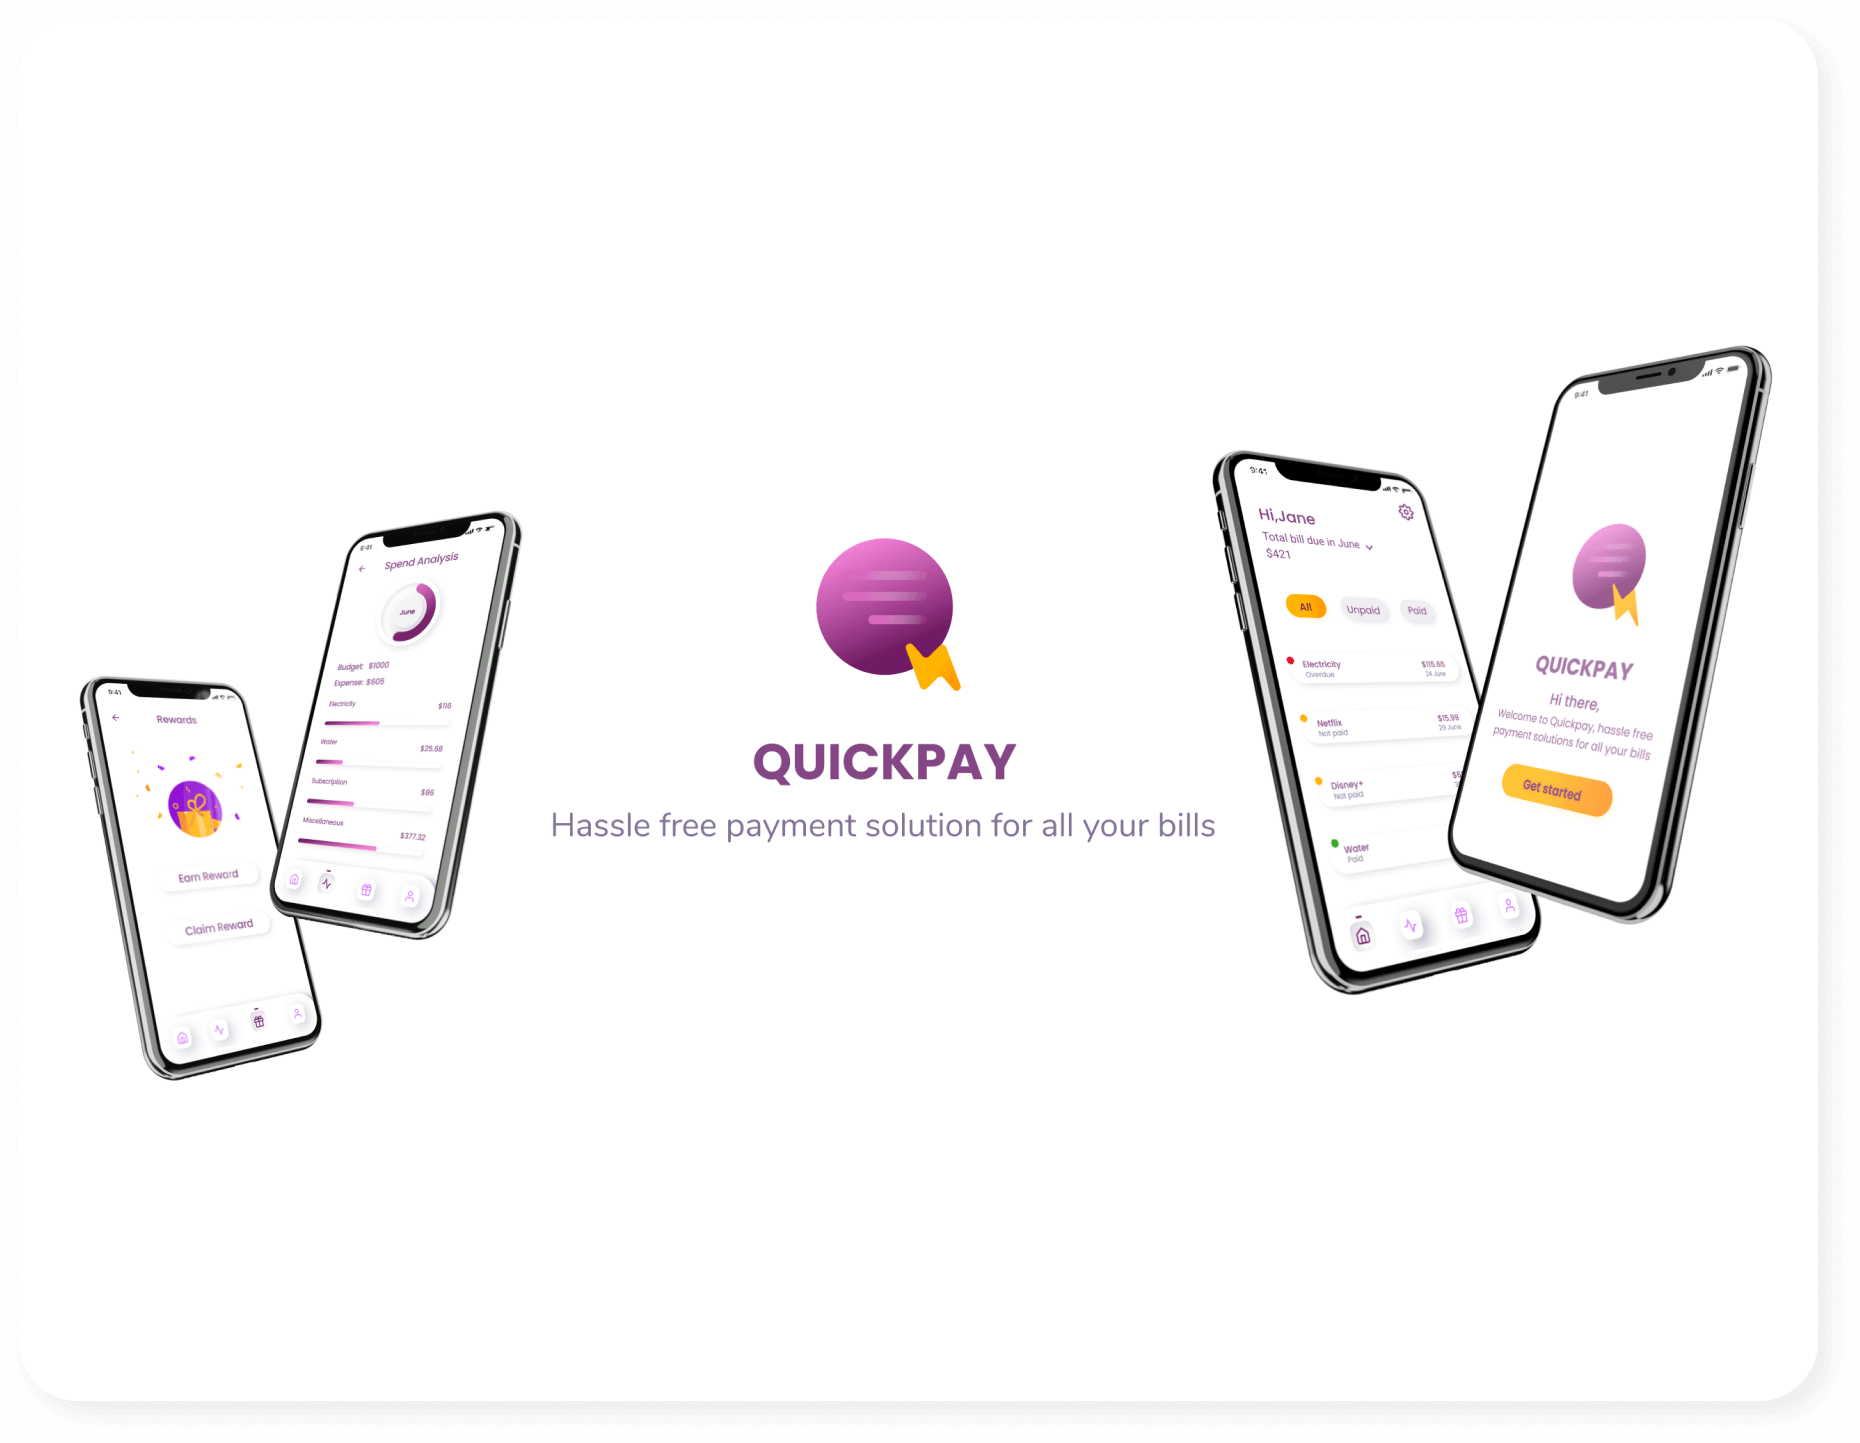 9:41
Rewards
Earn Reward
Claim Reward
9:41
Spend Analysis
June
Budget: $1000
Expense: $605
Electricity
$116
Water
$25.68
Subscription
$86
Miscellaneous
$377.32
QUICKPAY
Hassle free payment solution for all your bills
9:41
Hi,Jane
Total bill due in June
$421
All
Unpaid
Paid
Electricity
$115.65
Overdue
24 June
Netflix
$15.99
Not paid
29 June
Disney+
Not paid
Water
Paid
9:41
QUICKPAY
Hi there,
Welcome to Quickpay, hassle free
payment solutions for all your bills
Get started